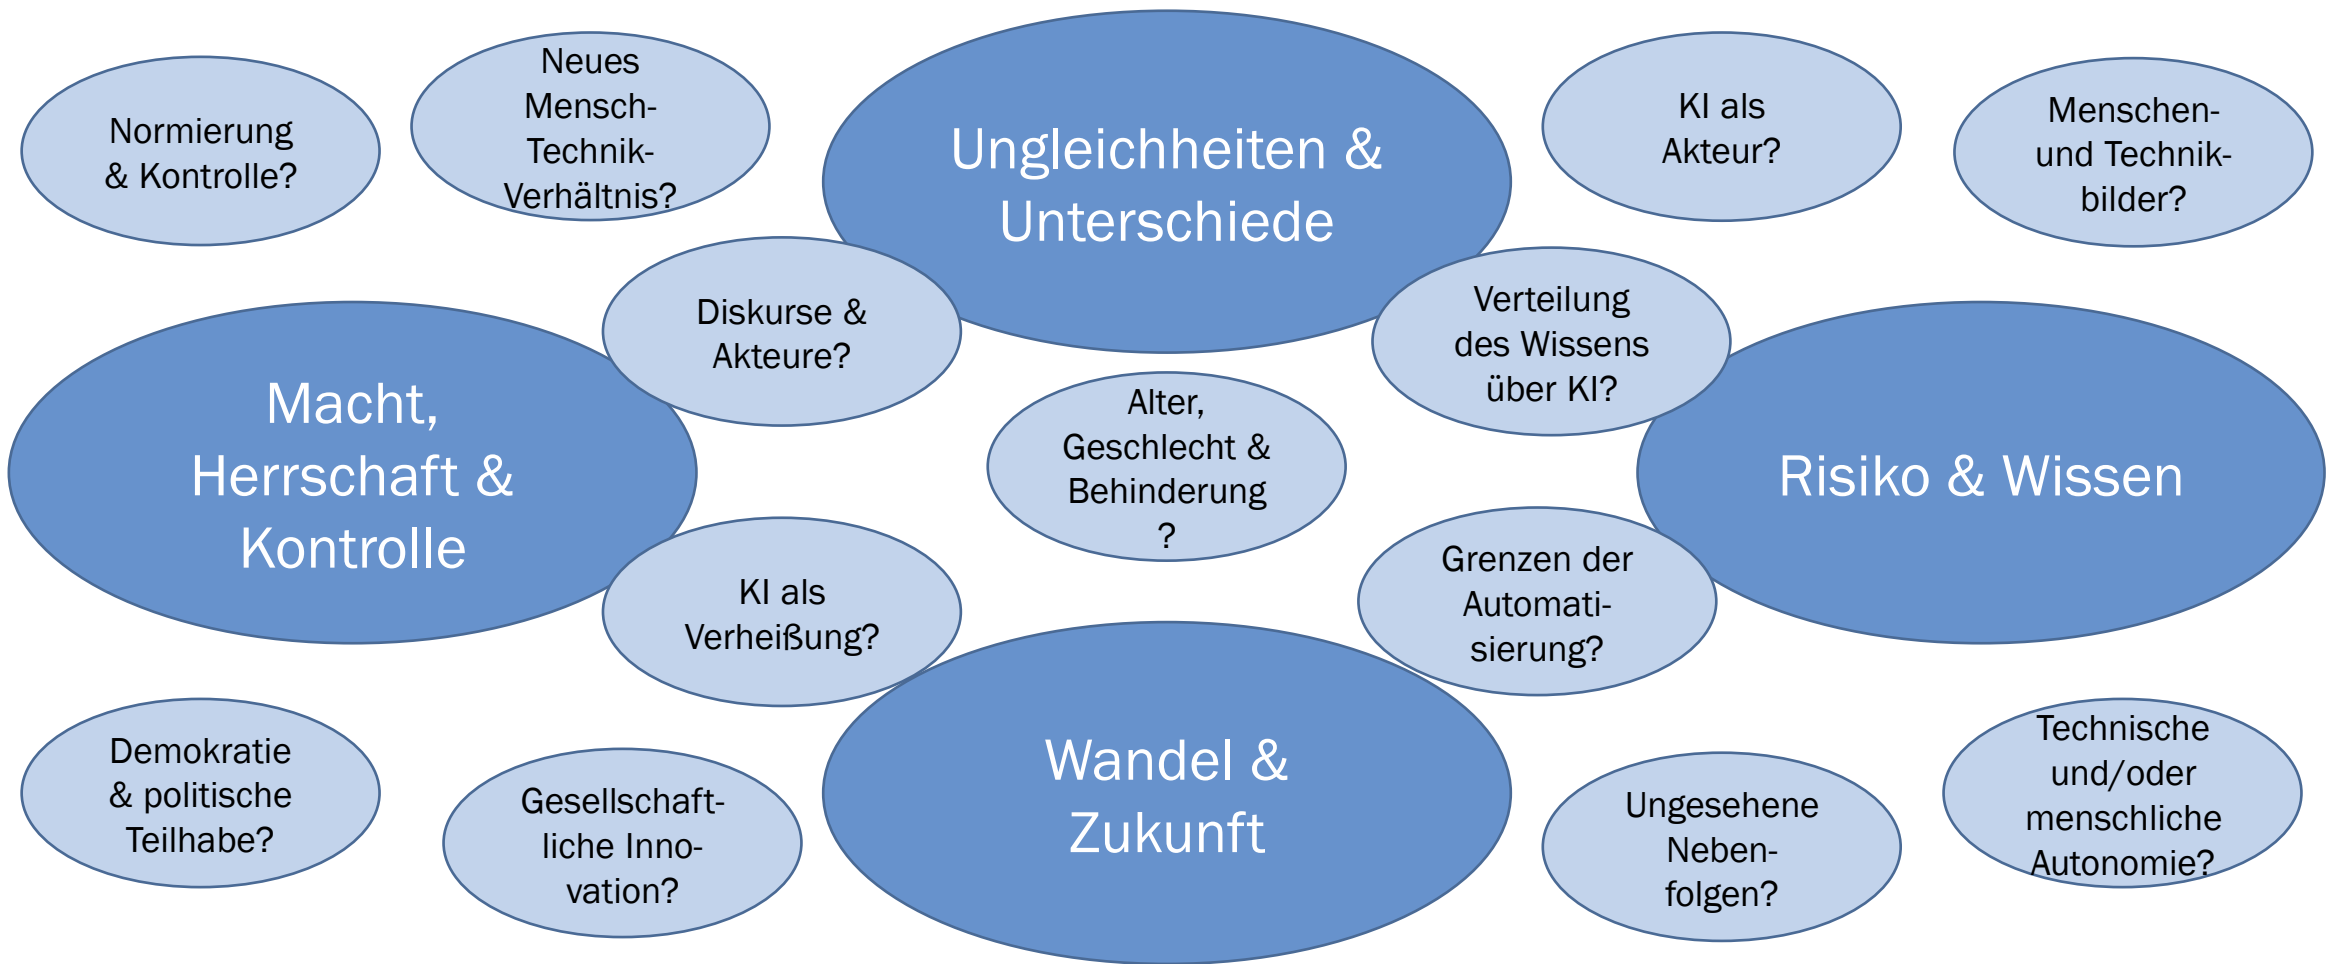 Normierung
& Kontrolle?
Neues
Mensch-
Technik-
Verhältnis?
Ungleichheiten &
Unterschiede
KI als
Akteur?
Menschen-
und Technik-
bilder?
Diskurse &
Akteure?
Verteilung
des Wissens
über KI?
Macht,
Herrschaft &
Kontrolle
Alter,
Geschlecht &
Behinderung
?
Risiko & Wissen
KI als
Verheißung?
Grenzen der
Automati-
sierung?
Demokratie
& politische
Teilhabe?
Gesellschaft-
liche Inno-
vation?
Wandel &
Zukunft
Ungesehene
Neben-
folgen?
Technische
und/oder
menschliche
Autonomie?